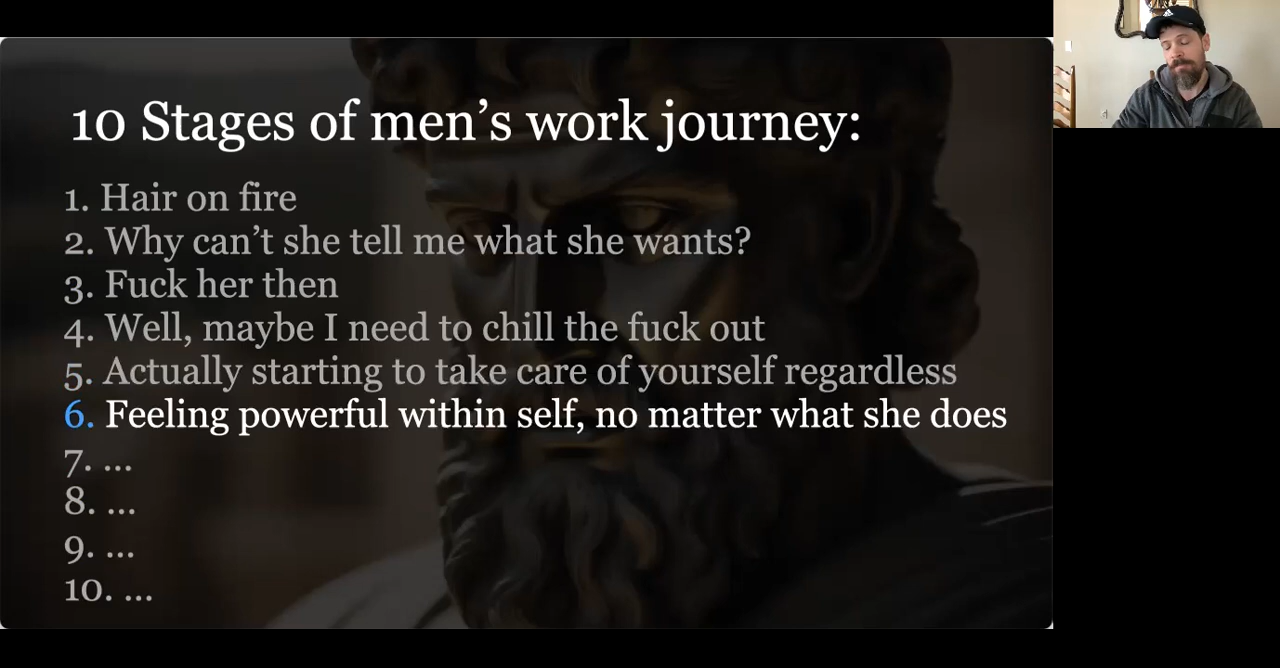 10 Stages of men’s work journey:
1. Hair on fire
2. Why can’t she tell me what she wants?
3. Fuck her then
4. Well, maybe I need to chill the fuck out
5. Actually starting to take care of yourself regardless
6. Feeling powerful within self, no matter what she does
7. ...
8. ...
9. ...
10. ...